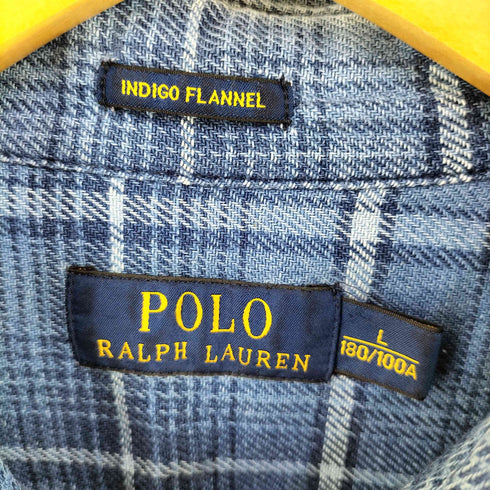 INDIGO FLANNEL
POLO
RALPH LAUREN
L
180/100A